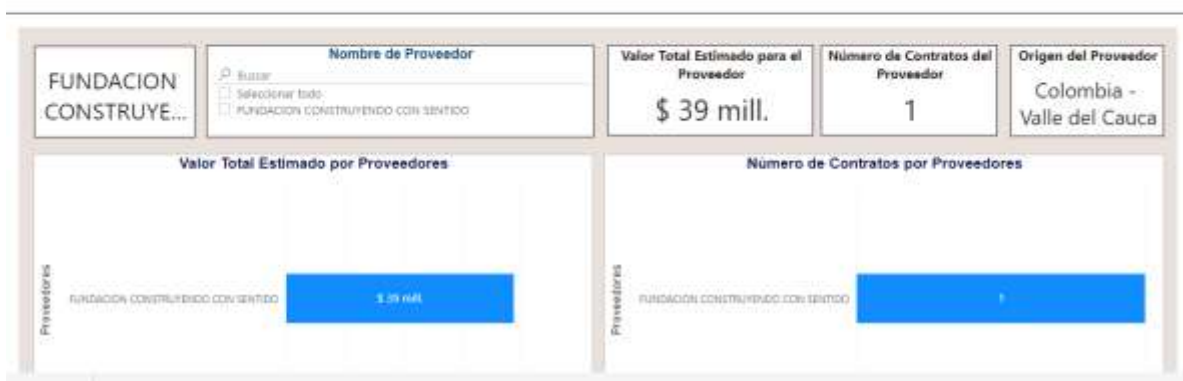 FUNDACION
CONSTRUYE...
Nombre de Proveedor
Buscar
Seleccionar todo
FUNDACION CONSTRUYENDO CON SENTIDO
Valor Total Estimado para el
Proveedor
$ 39 mill.
Número de Contratos del
Proveedor
1
Origen del Proveedor
Colombia -
Valle del Cauca
Valor Total Estimado por Proveedores
Proveedores
FUNDACION CONSTRUYENDO CON SENTIDO
$ 39 mill.
Número de Contratos por Proveedores
Proveedores
FUNDACION CONSTRUYENDO CON SENTIDO
1